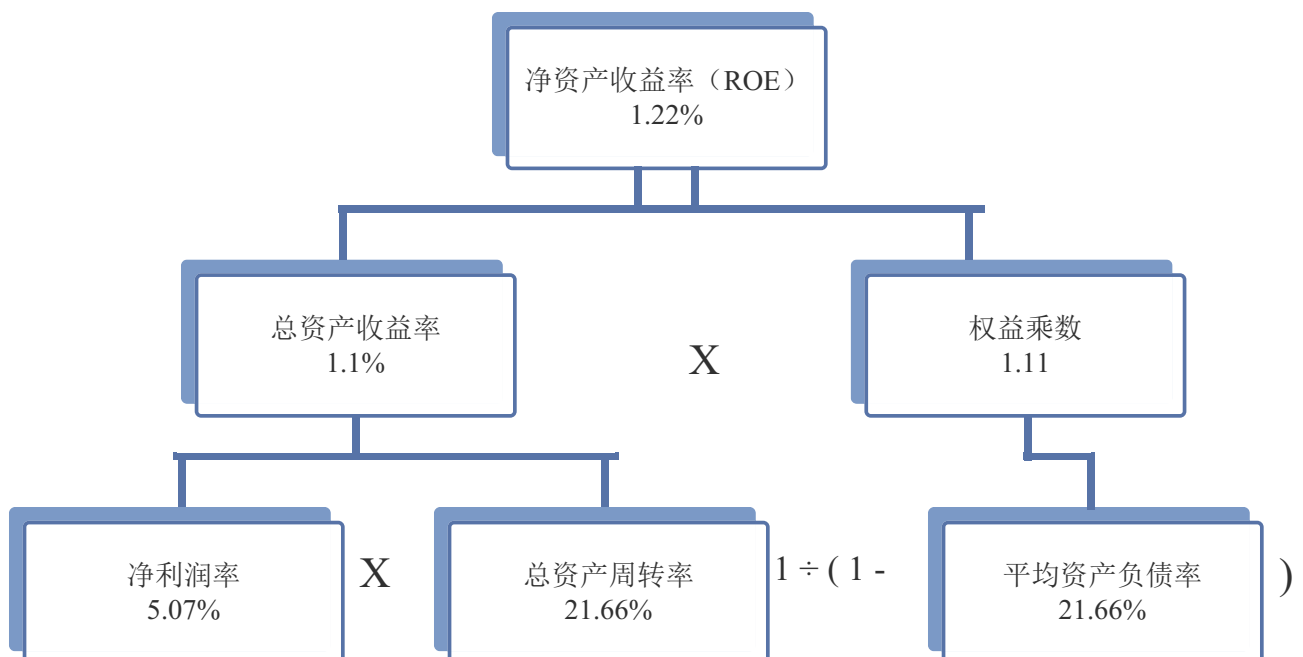 净资产收益率（ROE）
1.22%
总资产收益率
1.1%
X
权益乘数
1.11
净利润率
5.07%
X
总资产周转率
21.66%
1 ÷ ( 1 -
平均资产负债率
21.66%
)